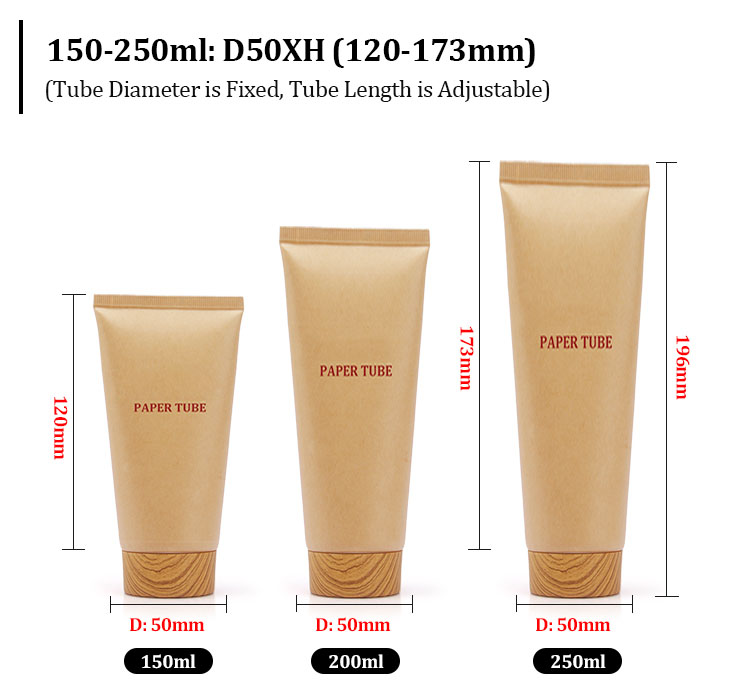 150-250ml: D50XH (120-173mm)
(Tube Diameter is Fixed, Tube Length is Adjustable)
120mm
PAPER TUBE
PAPER TUBE
173mm
PAPER TUBE
196mm
D: 50mm
D: 50mm
D: 50mm
150ml
200ml
250ml